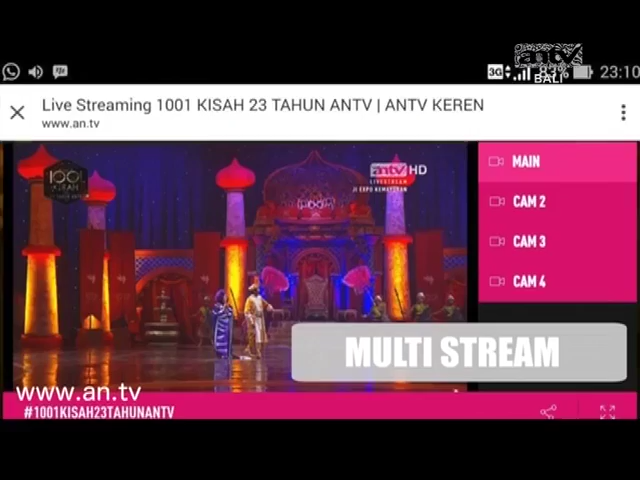 antv
BALI
3G
83%
23:10
Live Streaming 1001 KISAH 23 TAHUN ANTV | ANTV KEREN
www.an.tv
1001
KISAH
antv HD
LIVESTREAM
JI EXPO KEMAYORAN
MAIN
CAM 2
CAM 3
CAM 4
MULTI STREAM
www.an.tv
#1001KISAH23TAHUNANTV